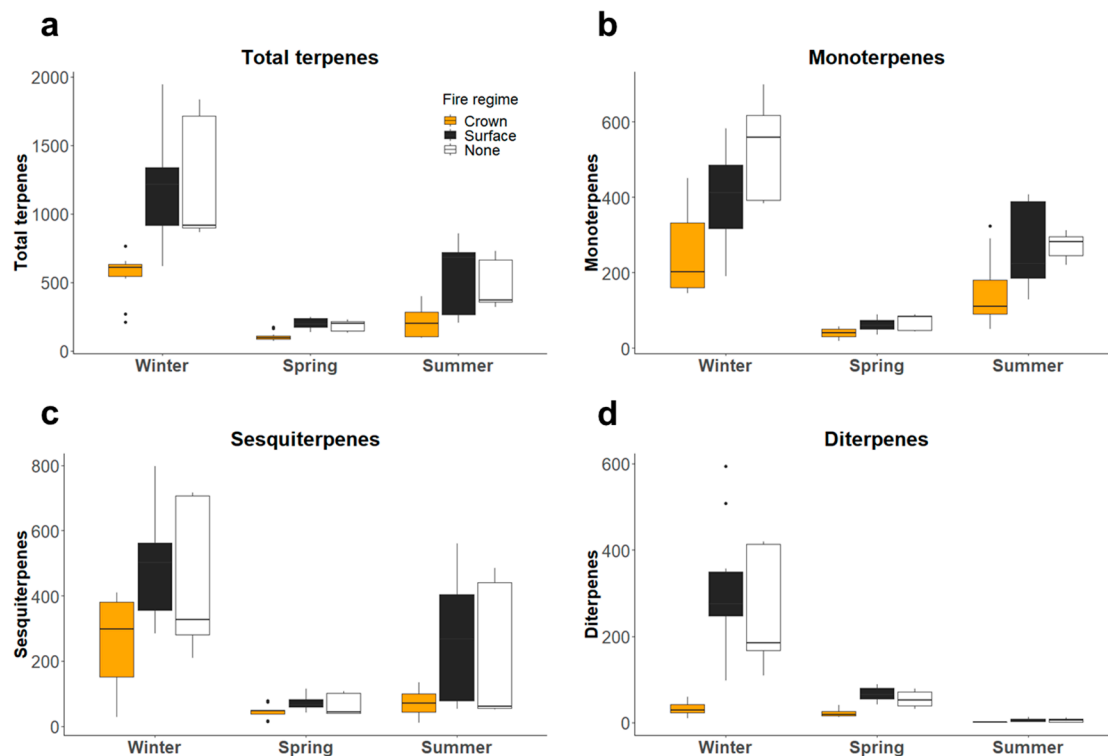 a
Total terpenes
Total terpenes
2000
1500
1000
500
0
Fire regime
Crown
Surface
None
Winter
Spring
Summer
b
Monoterpenes
Monoterpenes
600
400
200
0
Winter
Spring
Summer
c
Sesquiterpenes
Sesquiterpenes
800
600
400
200
0
Winter
Spring
Summer
d
Diterpenes
Diterpenes
600
400
200
0
Winter
Spring
Summer